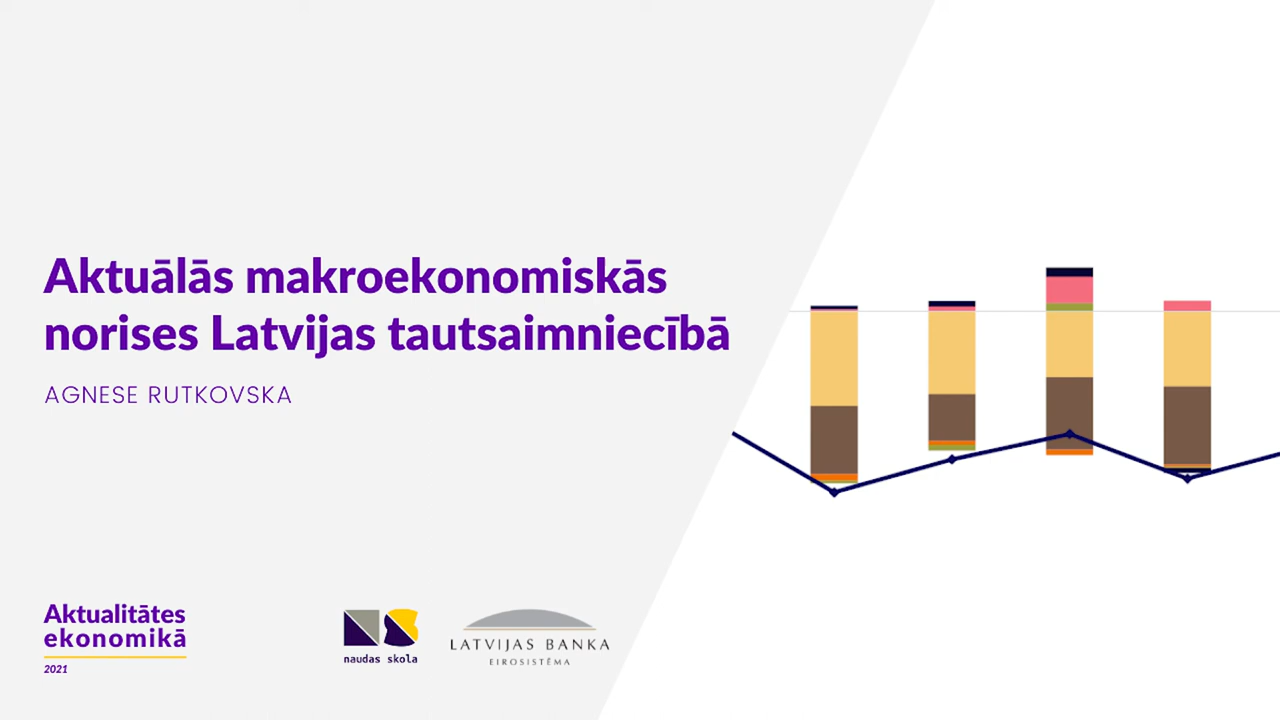 Aktuālās makroekonomiskās
norises Latvijas tautsaimniecībā
AGNESE RUTKOVSKA
Aktualitātes
ekonomikā
2021
naudas skola
LATVIJAS BANKA
EIROSISTĒMA